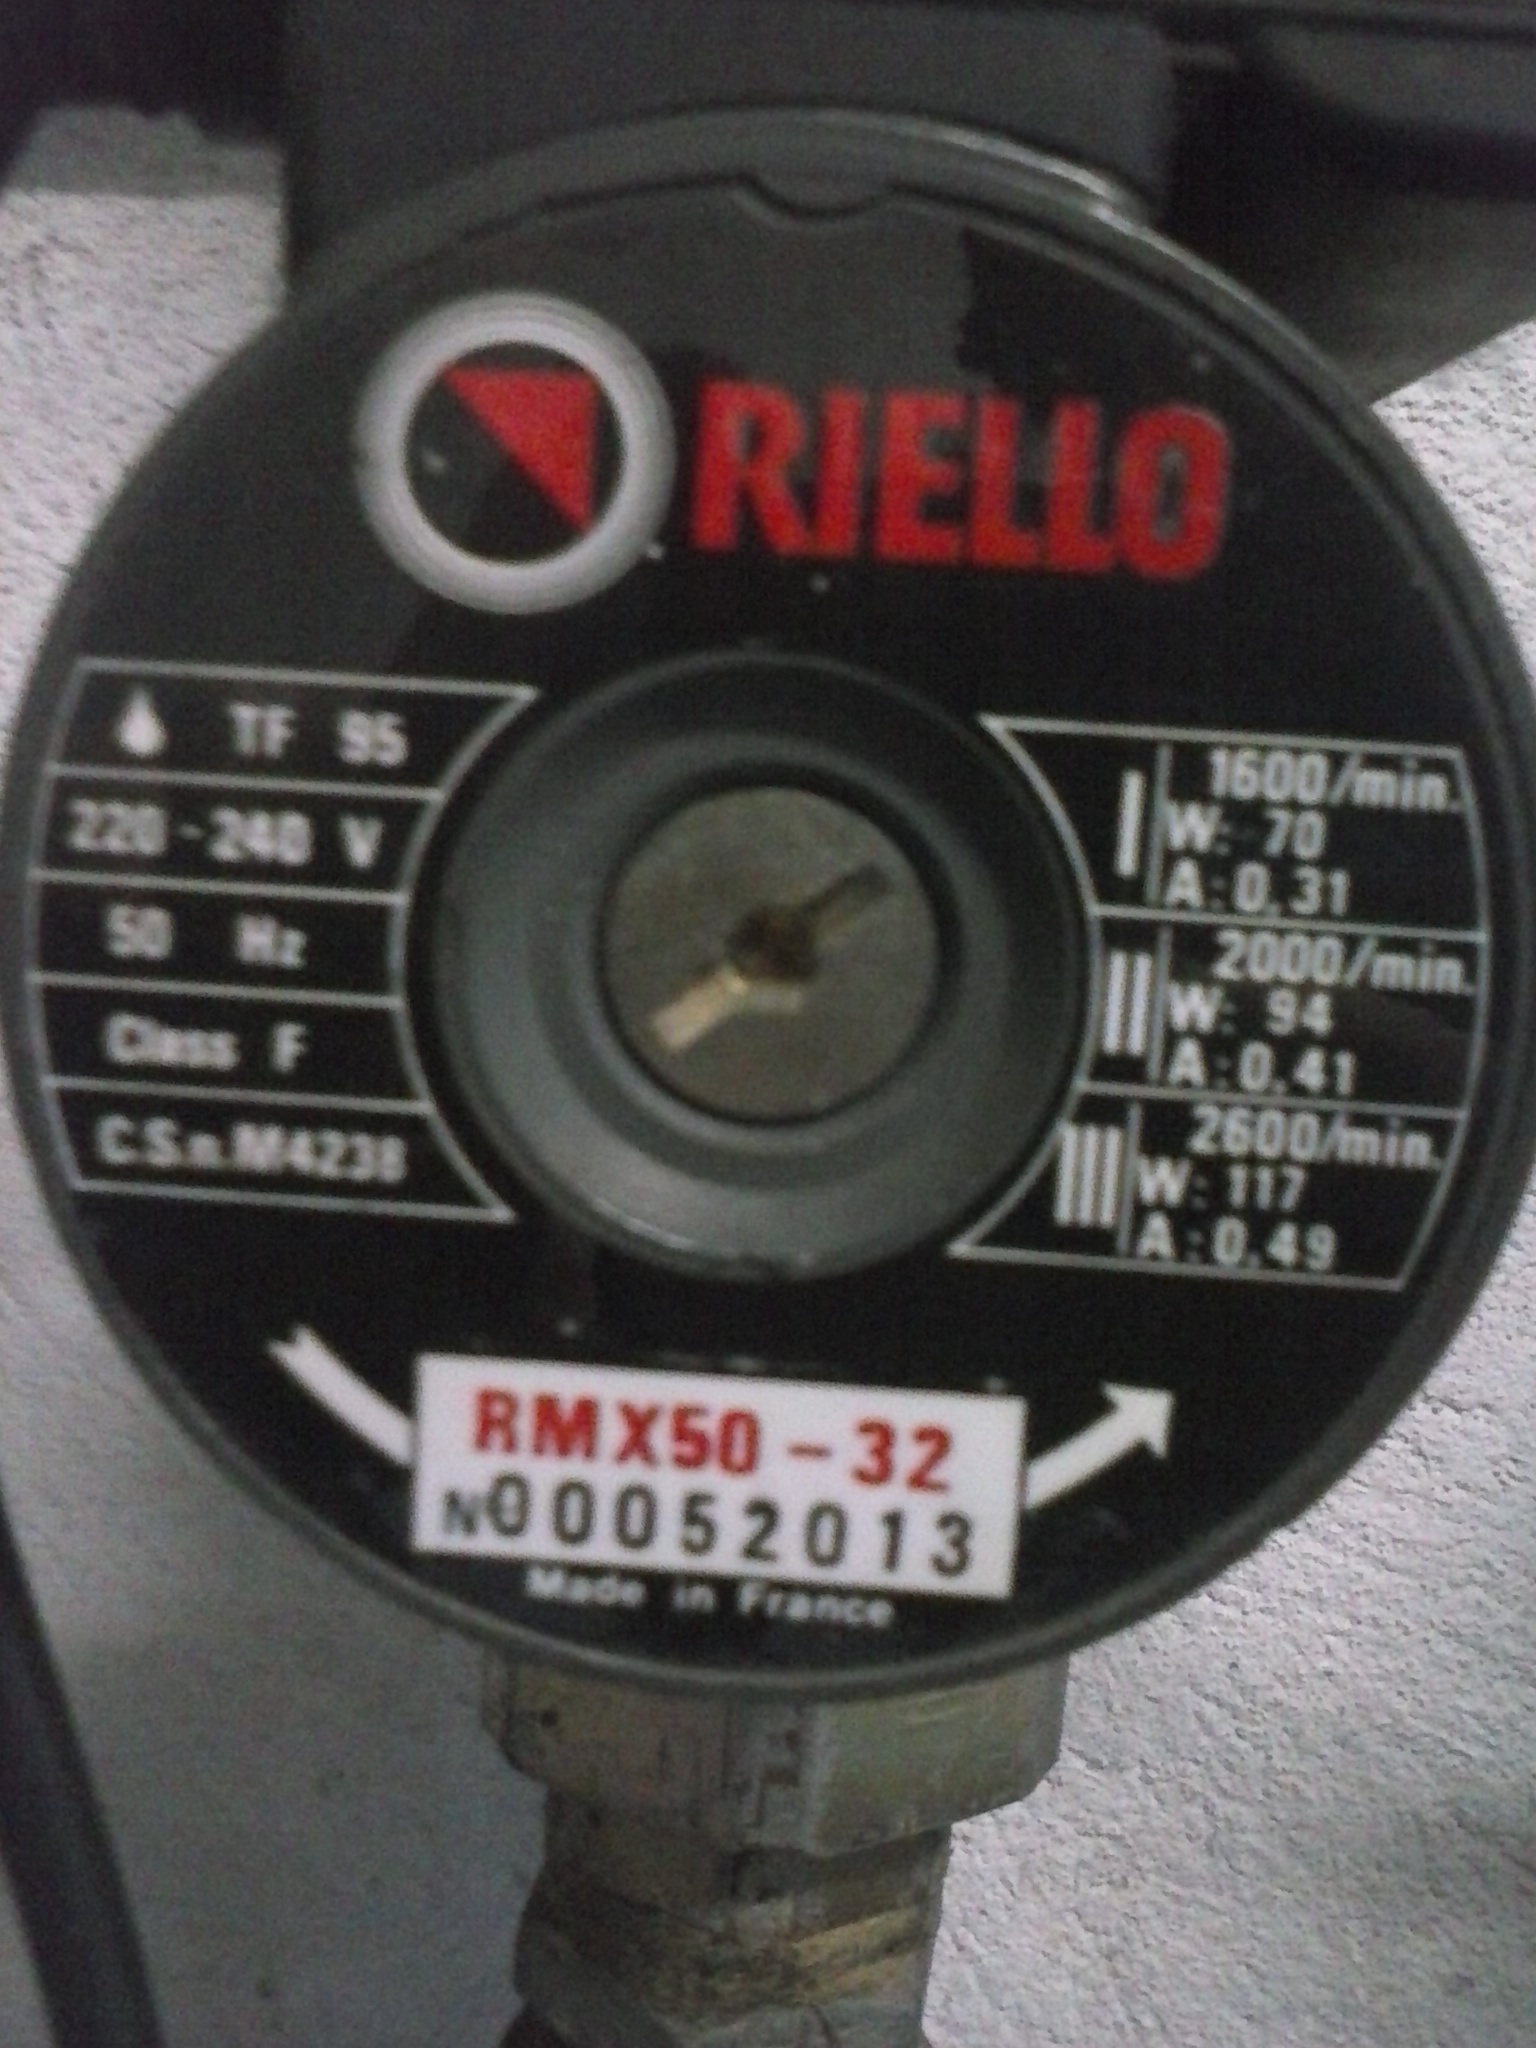 RIELLO
TF 95
220-240 V
50 Hz
Class F
C.S.n.M4238
I
1600/min.
W: 70
A: 0,31
II
2000/min.
W: 94
A: 0,41
III
2600/min.
W: 117
A: 0,49
RMX50-32
N00052013
Made in France